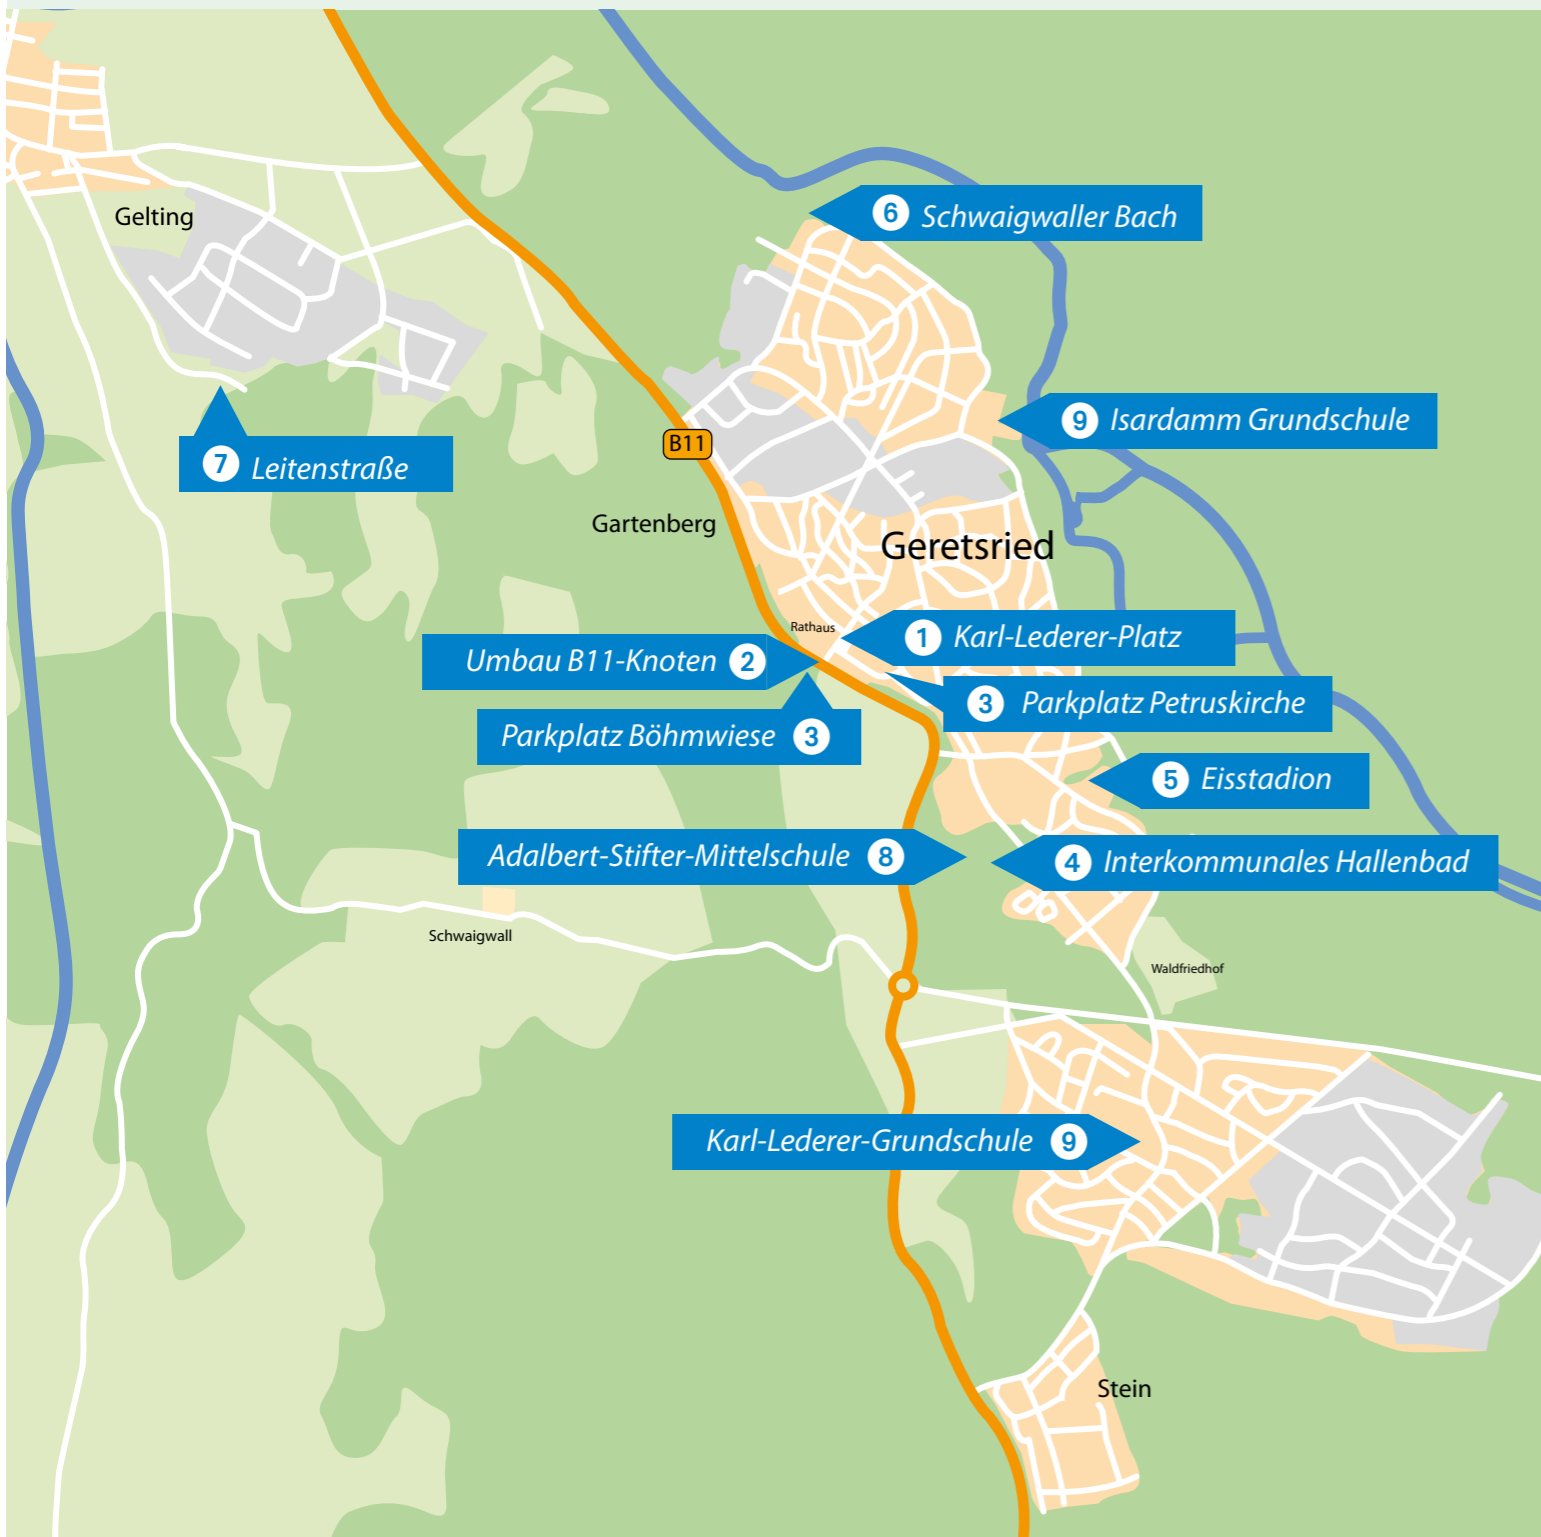 Gelting
6 Schwaigwaller Bach
9 Isardamm Grundschule
B11
7 Leitenstraße
Gartenberg
Geretsried
Rathaus
1 Karl-Lederer-Platz
Umbau B11-Knoten 2
3 Parkplatz Petruskirche
Parkplatz Böhmwiese 3
5 Eisstadion
Adalbert-Stifter-Mittelschule 8
4 Interkommunales Hallenbad
Schwaigwall
Waldfriedhof
Karl-Lederer-Grundschule 9
Stein